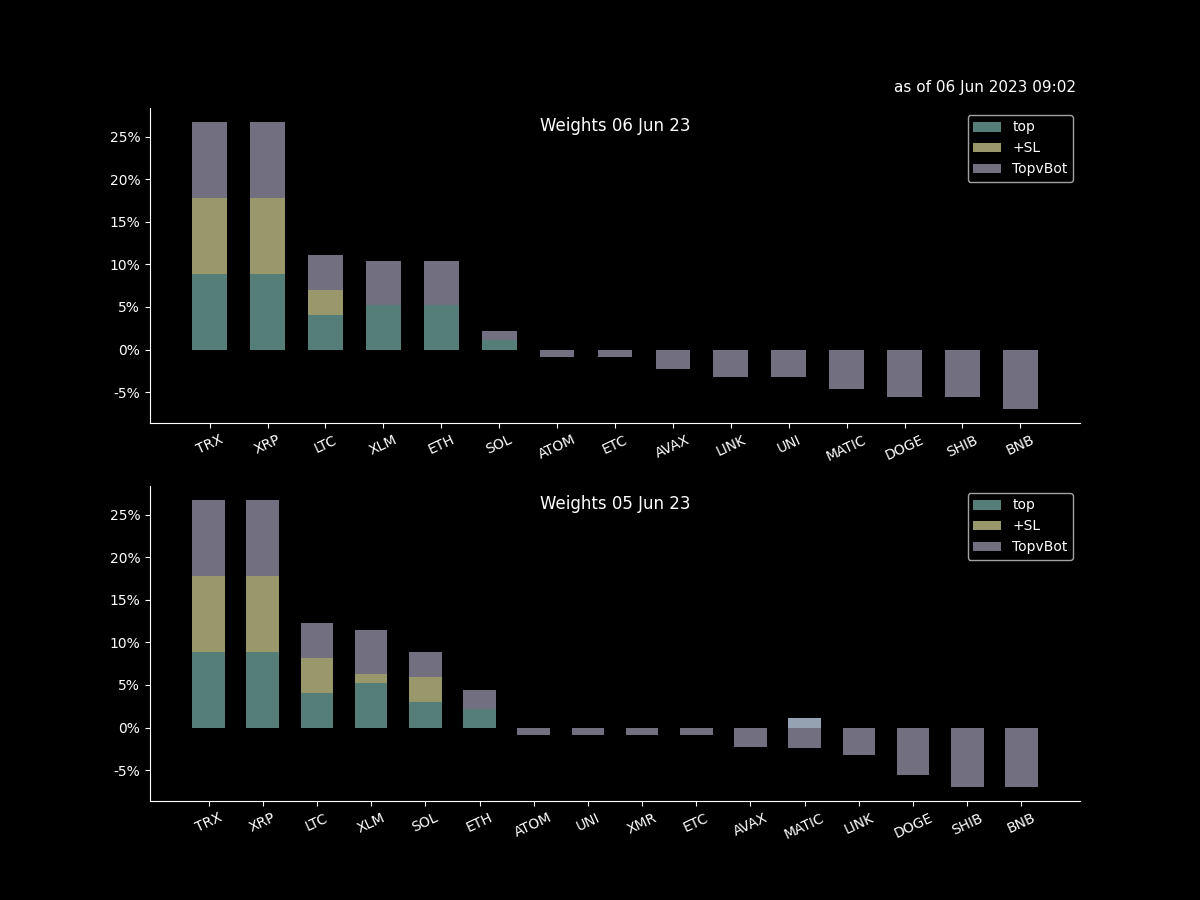 as of 06 Jun 2023 09:02
Weights 06 Jun 23
top
+SL
TopvBot
25%
20%
15%
10%
5%
0%
-5%
TRX XRP LTC XLM ETH SOL ATOM ETC AVAX LINK UNI MATIC DOGE SHIB BNB
Weights 05 Jun 23
top
+SL
TopvBot
25%
20%
15%
10%
5%
0%
-5%
TRX XRP LTC XLM SOL ETH ATOM UNI XMR ETC AVAX MATIC LINK DOGE SHIB BNB